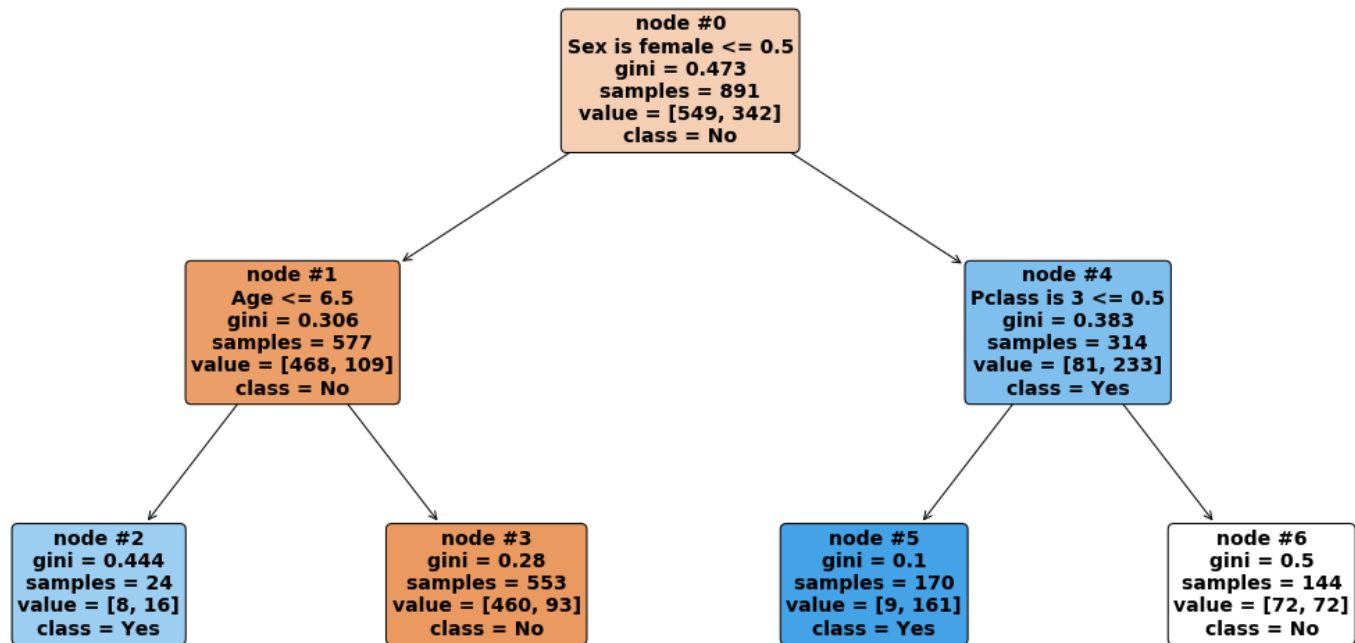 node #0
Sex is female <= 0.5
gini = 0.473
samples = 891
value = [549, 342]
class = No
node #1
Age <= 6.5
gini = 0.306
samples = 577
value = [468, 109]
class = No
node #4
Pclass is 3 <= 0.5
gini = 0.383
samples = 314
value = [81, 233]
class = Yes
node #2
gini = 0.444
samples = 24
value = [8, 16]
class = Yes
node #3
gini = 0.28
samples = 553
value = [460, 93]
class = No
node #5
gini = 0.1
samples = 170
value = [9, 161]
class = Yes
node #6
gini = 0.5
samples = 144
value = [72, 72]
class = No